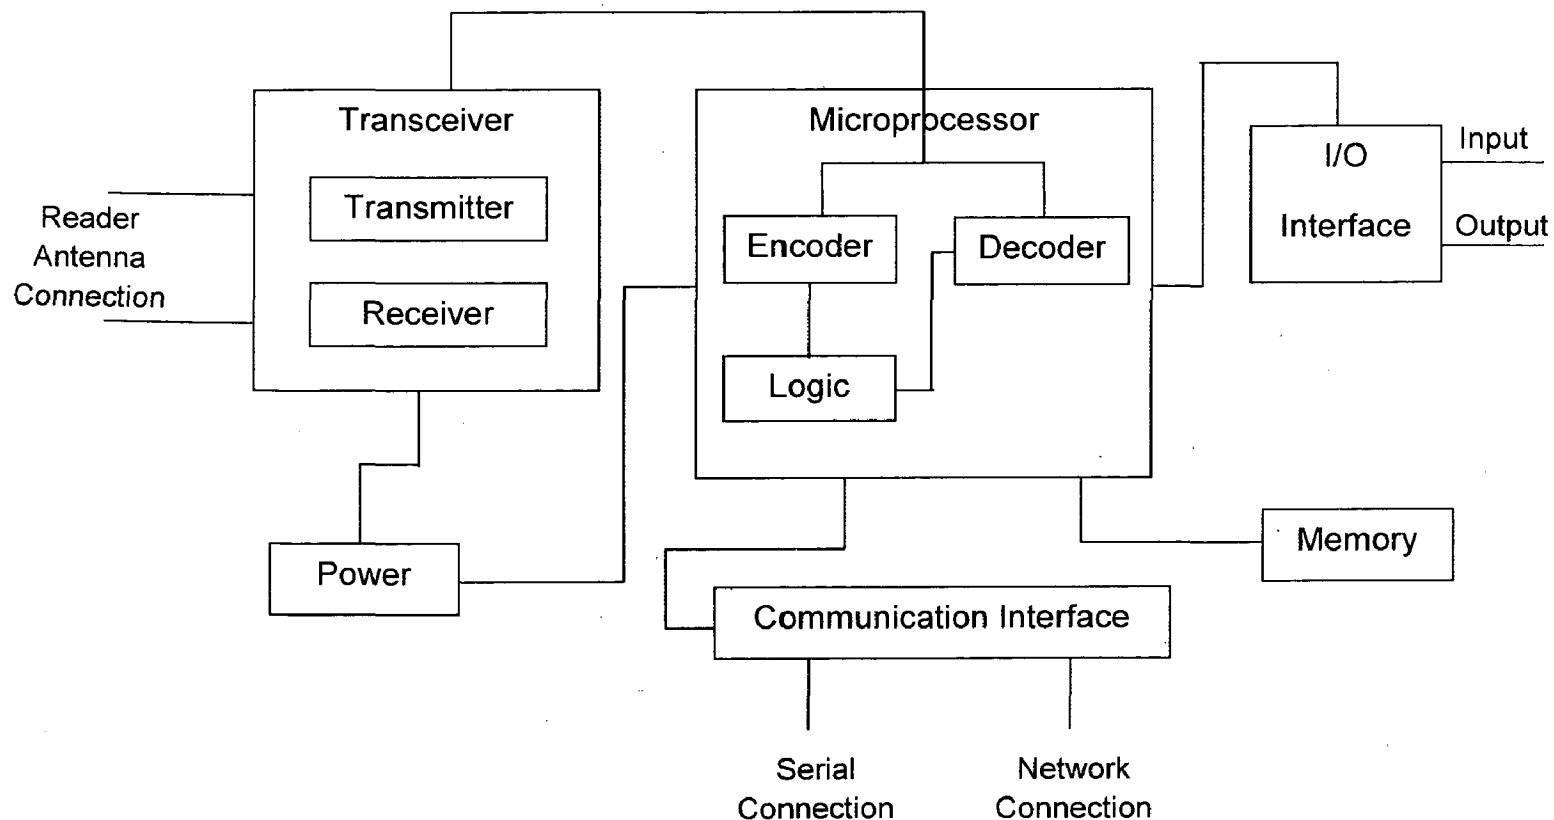 Transceiver
Transmitter
Receiver
Reader
Antenna
Connection
Microprocessor
Encoder
Decoder
Logic
I/O
Interface
Input
Output
Power
Memory
Communication Interface
Serial
Connection
Network
Connection